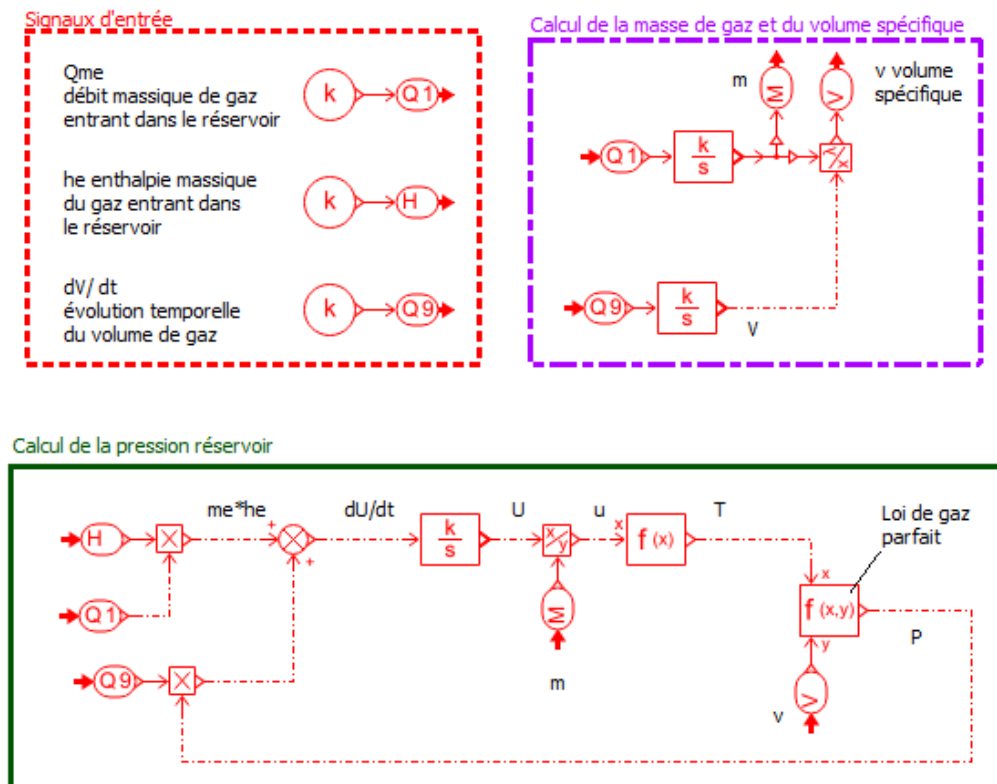 Signaux d'entrée
Qme
débit massique de gaz
entrant dans le réservoir
k
Q1
he enthalpie massique
du gaz entrant dans
le réservoir
k
H
dV/ dt
évolution temporelle
du volume de gaz
k
Q9
Calcul de la masse de gaz et du volume spécifique
m
M
V
v volume
spécifique
Q1
k
s
y/x
Q9
k
s
V
Calcul de la pression réservoir
me*he
dU/dt
U
u
T
Loi de gaz
parfait
H
+
+
k
s
x/y
x
f(x)
Q1
M
x
f(x,y)
y
P
Q9
m
v
V